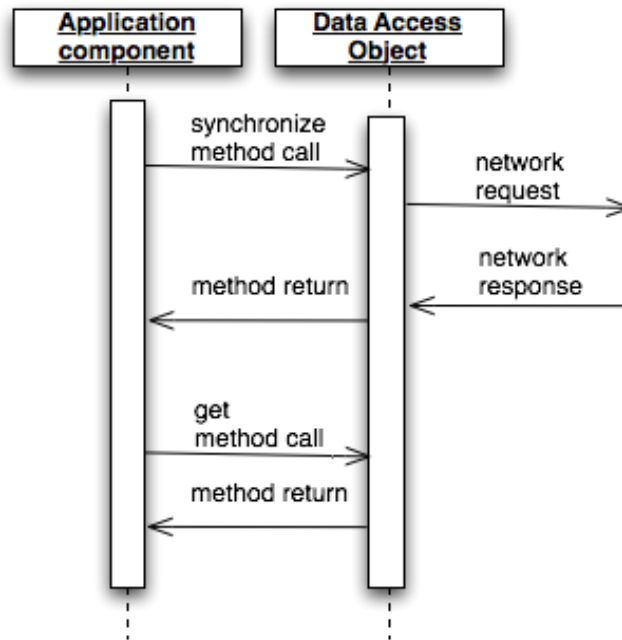 Application
component
Data Access
Object
synchronize
method call
network
request
network
response
method return
get
method call
method return